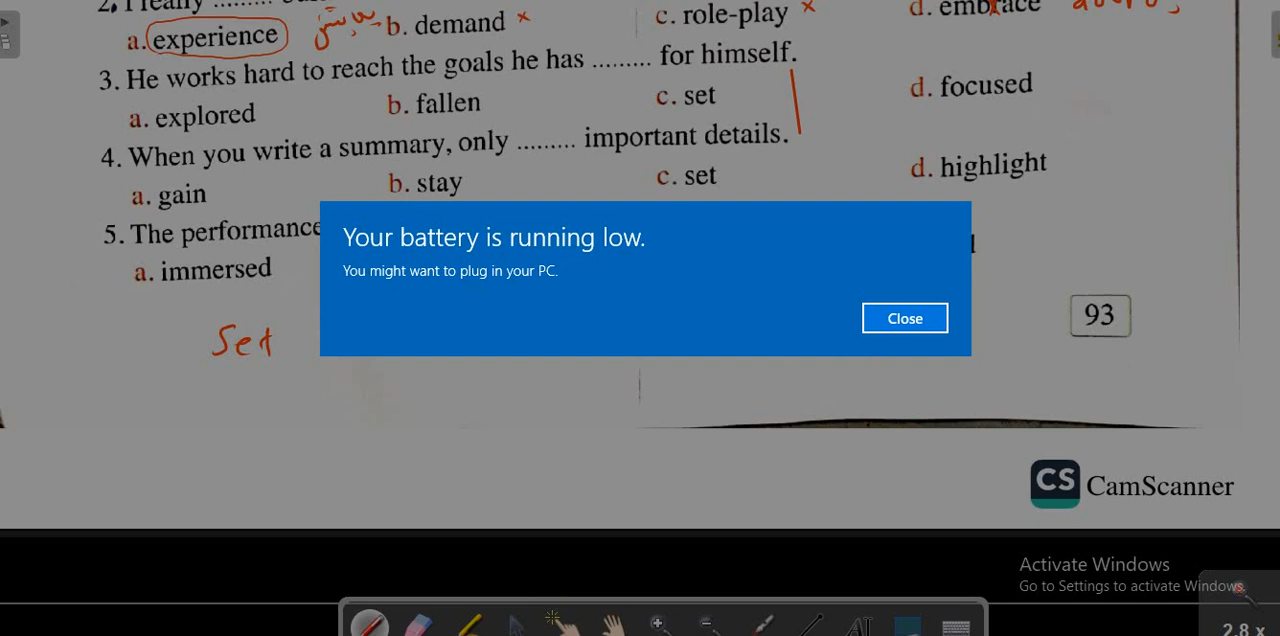 2. I really .........
a. experience b. demand × c. role-play × d. embrace
3. He works hard to reach the goals he has ......... for himself.
a. explored b. fallen c. set d. focused
4. When you write a summary, only ......... important details.
a. gain b. stay c. set d. highlight
5. The performance
a. immersed
Your battery is running low.
You might want to plug in your PC.
Close
Set
93
CS CamScanner
Activate Windows
Go to Settings to activate Windows.
2.8 x